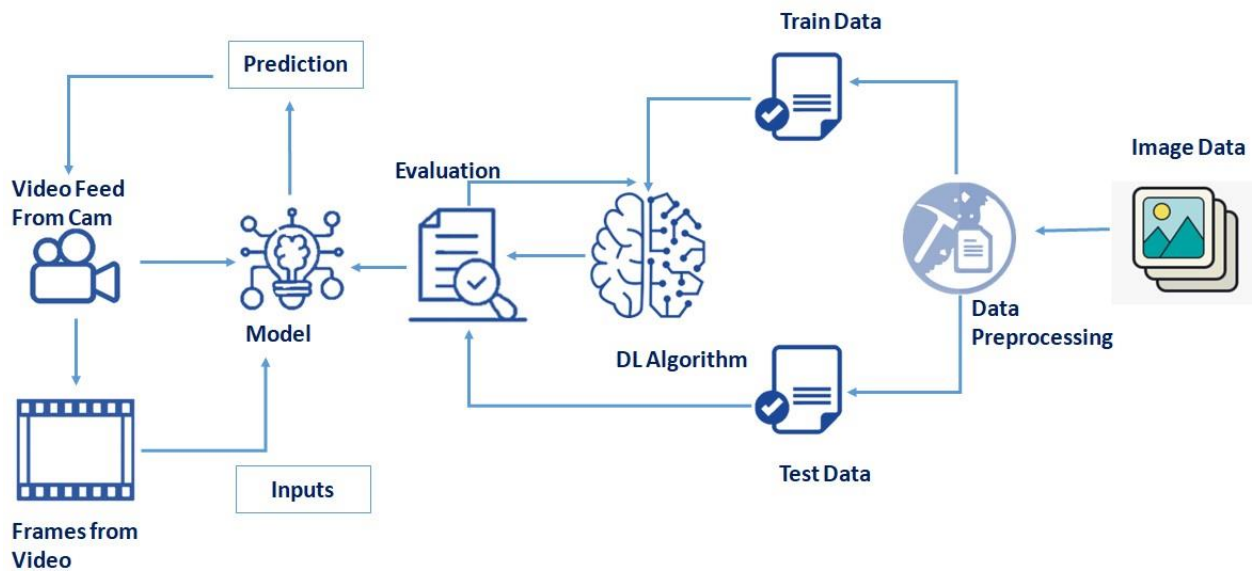 Train Data
Prediction
Image Data
Evaluation
Video Feed
From Cam
Model
Data
Preprocessing
DL Algorithm
Inputs
Test Data
Frames from
Video